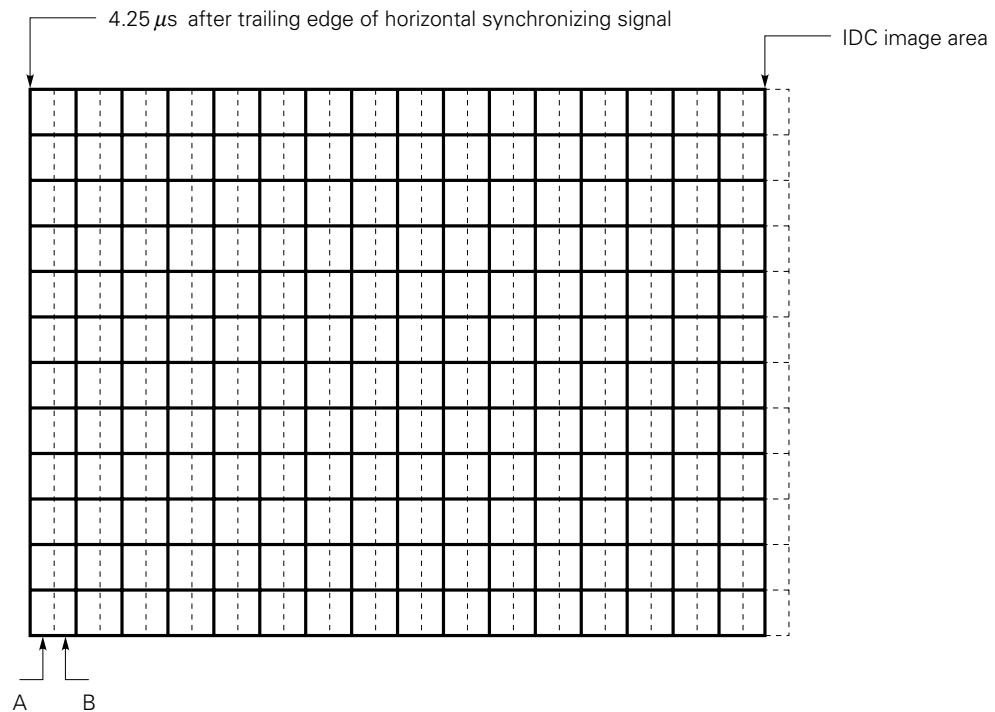 4.25 μs after trailing edge of horizontal synchronizing signal
IDC image area
A B